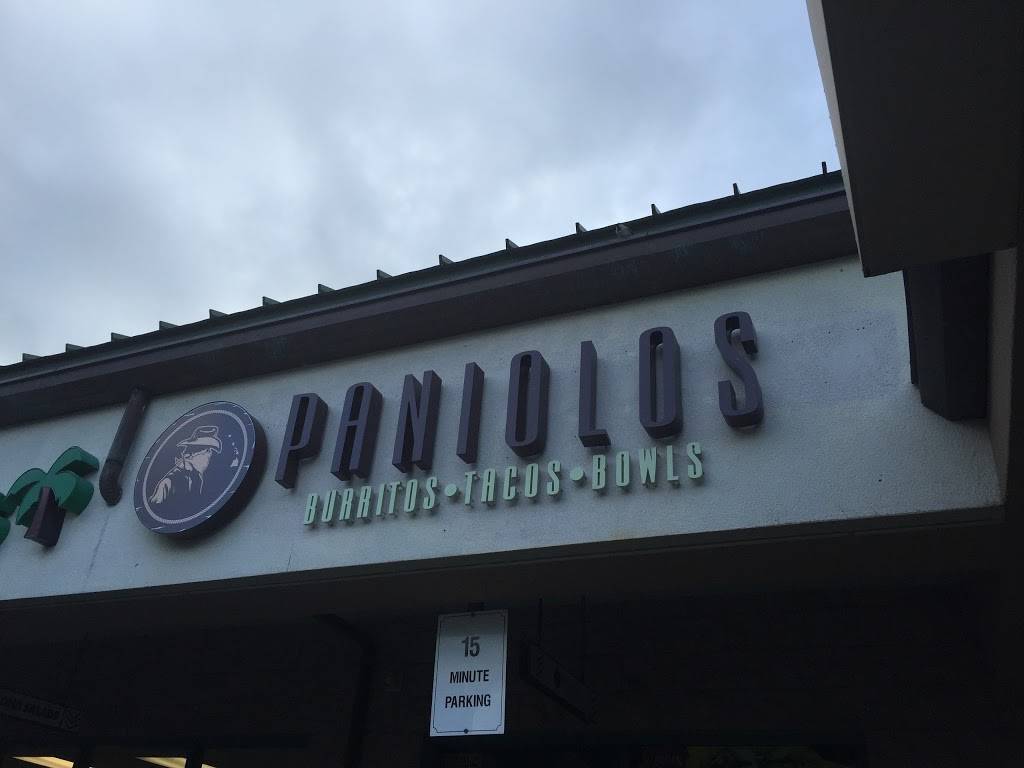 PANIOLOS
BURRITOS•TACOS•BOWLS
15
MINUTE
PARKING